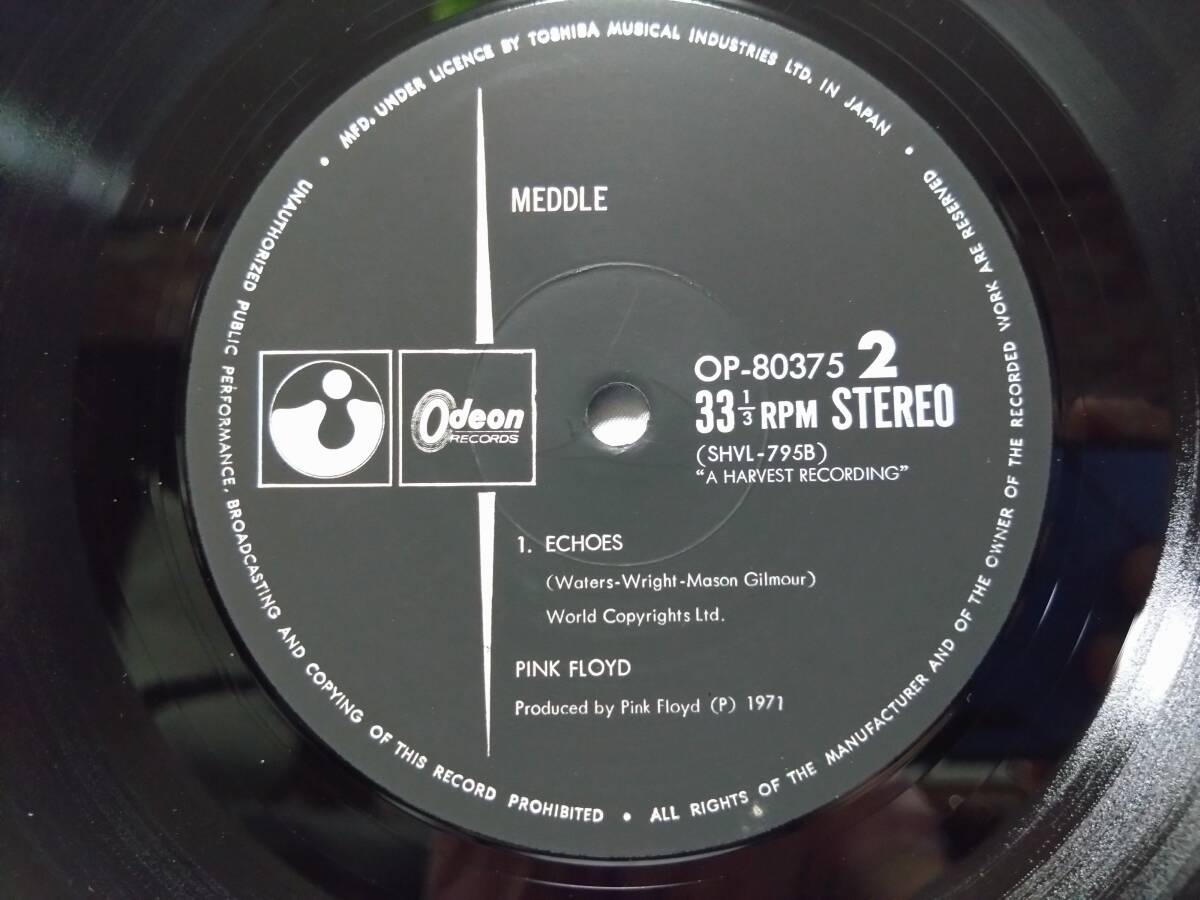 MFD. UNDER LICENCE BY TOSHIBA MUSICAL INDUSTRIES LTD. IN JAPAN •
MEDDLE
OP-80375 2
33 1/3 RPM STEREO
(SHVL-795B)
“A HARVEST RECORDING”
Odeon
RECORDS
1. ECHOES
(Waters-Wright-Mason Gilmour)
World Copyrights Ltd.
PINK FLOYD
Produced by Pink Floyd (P) 1971
ALL RIGHTS OF THE MANUFACTURER AND OF THE OWNER OF THE RECORDED WORK ARE RESERVED •
UNAUTHORIZED PUBLIC PERFORMANCE, BROADCASTING AND COPYING OF THIS RECORD PROHIBITED •